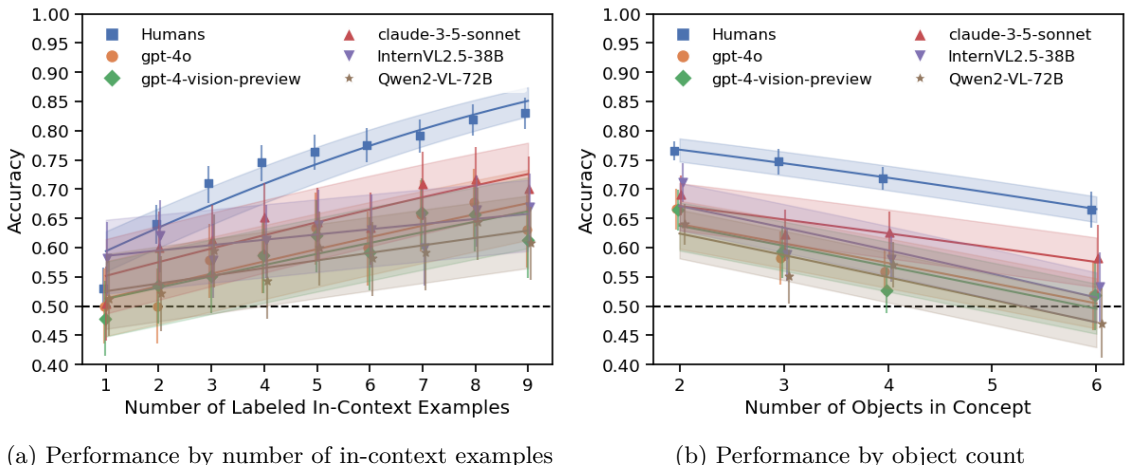 1.00
0.95
0.90
0.85
0.80
0.75
0.70
0.65
0.60
0.55
0.50
0.45
0.40
Accuracy
Humans
gpt-4o
gpt-4-vision-preview
claude-3-5-sonnet
InternVL2.5-38B
Qwen2-VL-72B
1 2 3 4 5 6 7 8 9
Number of Labeled In-Context Examples
(a) Performance by number of in-context examples
1.00
0.95
0.90
0.85
0.80
0.75
0.70
0.65
0.60
0.55
0.50
0.45
0.40
Accuracy
Humans
gpt-4o
gpt-4-vision-preview
claude-3-5-sonnet
InternVL2.5-38B
Qwen2-VL-72B
2 3 4 5 6
Number of Objects in Concept
(b) Performance by object count